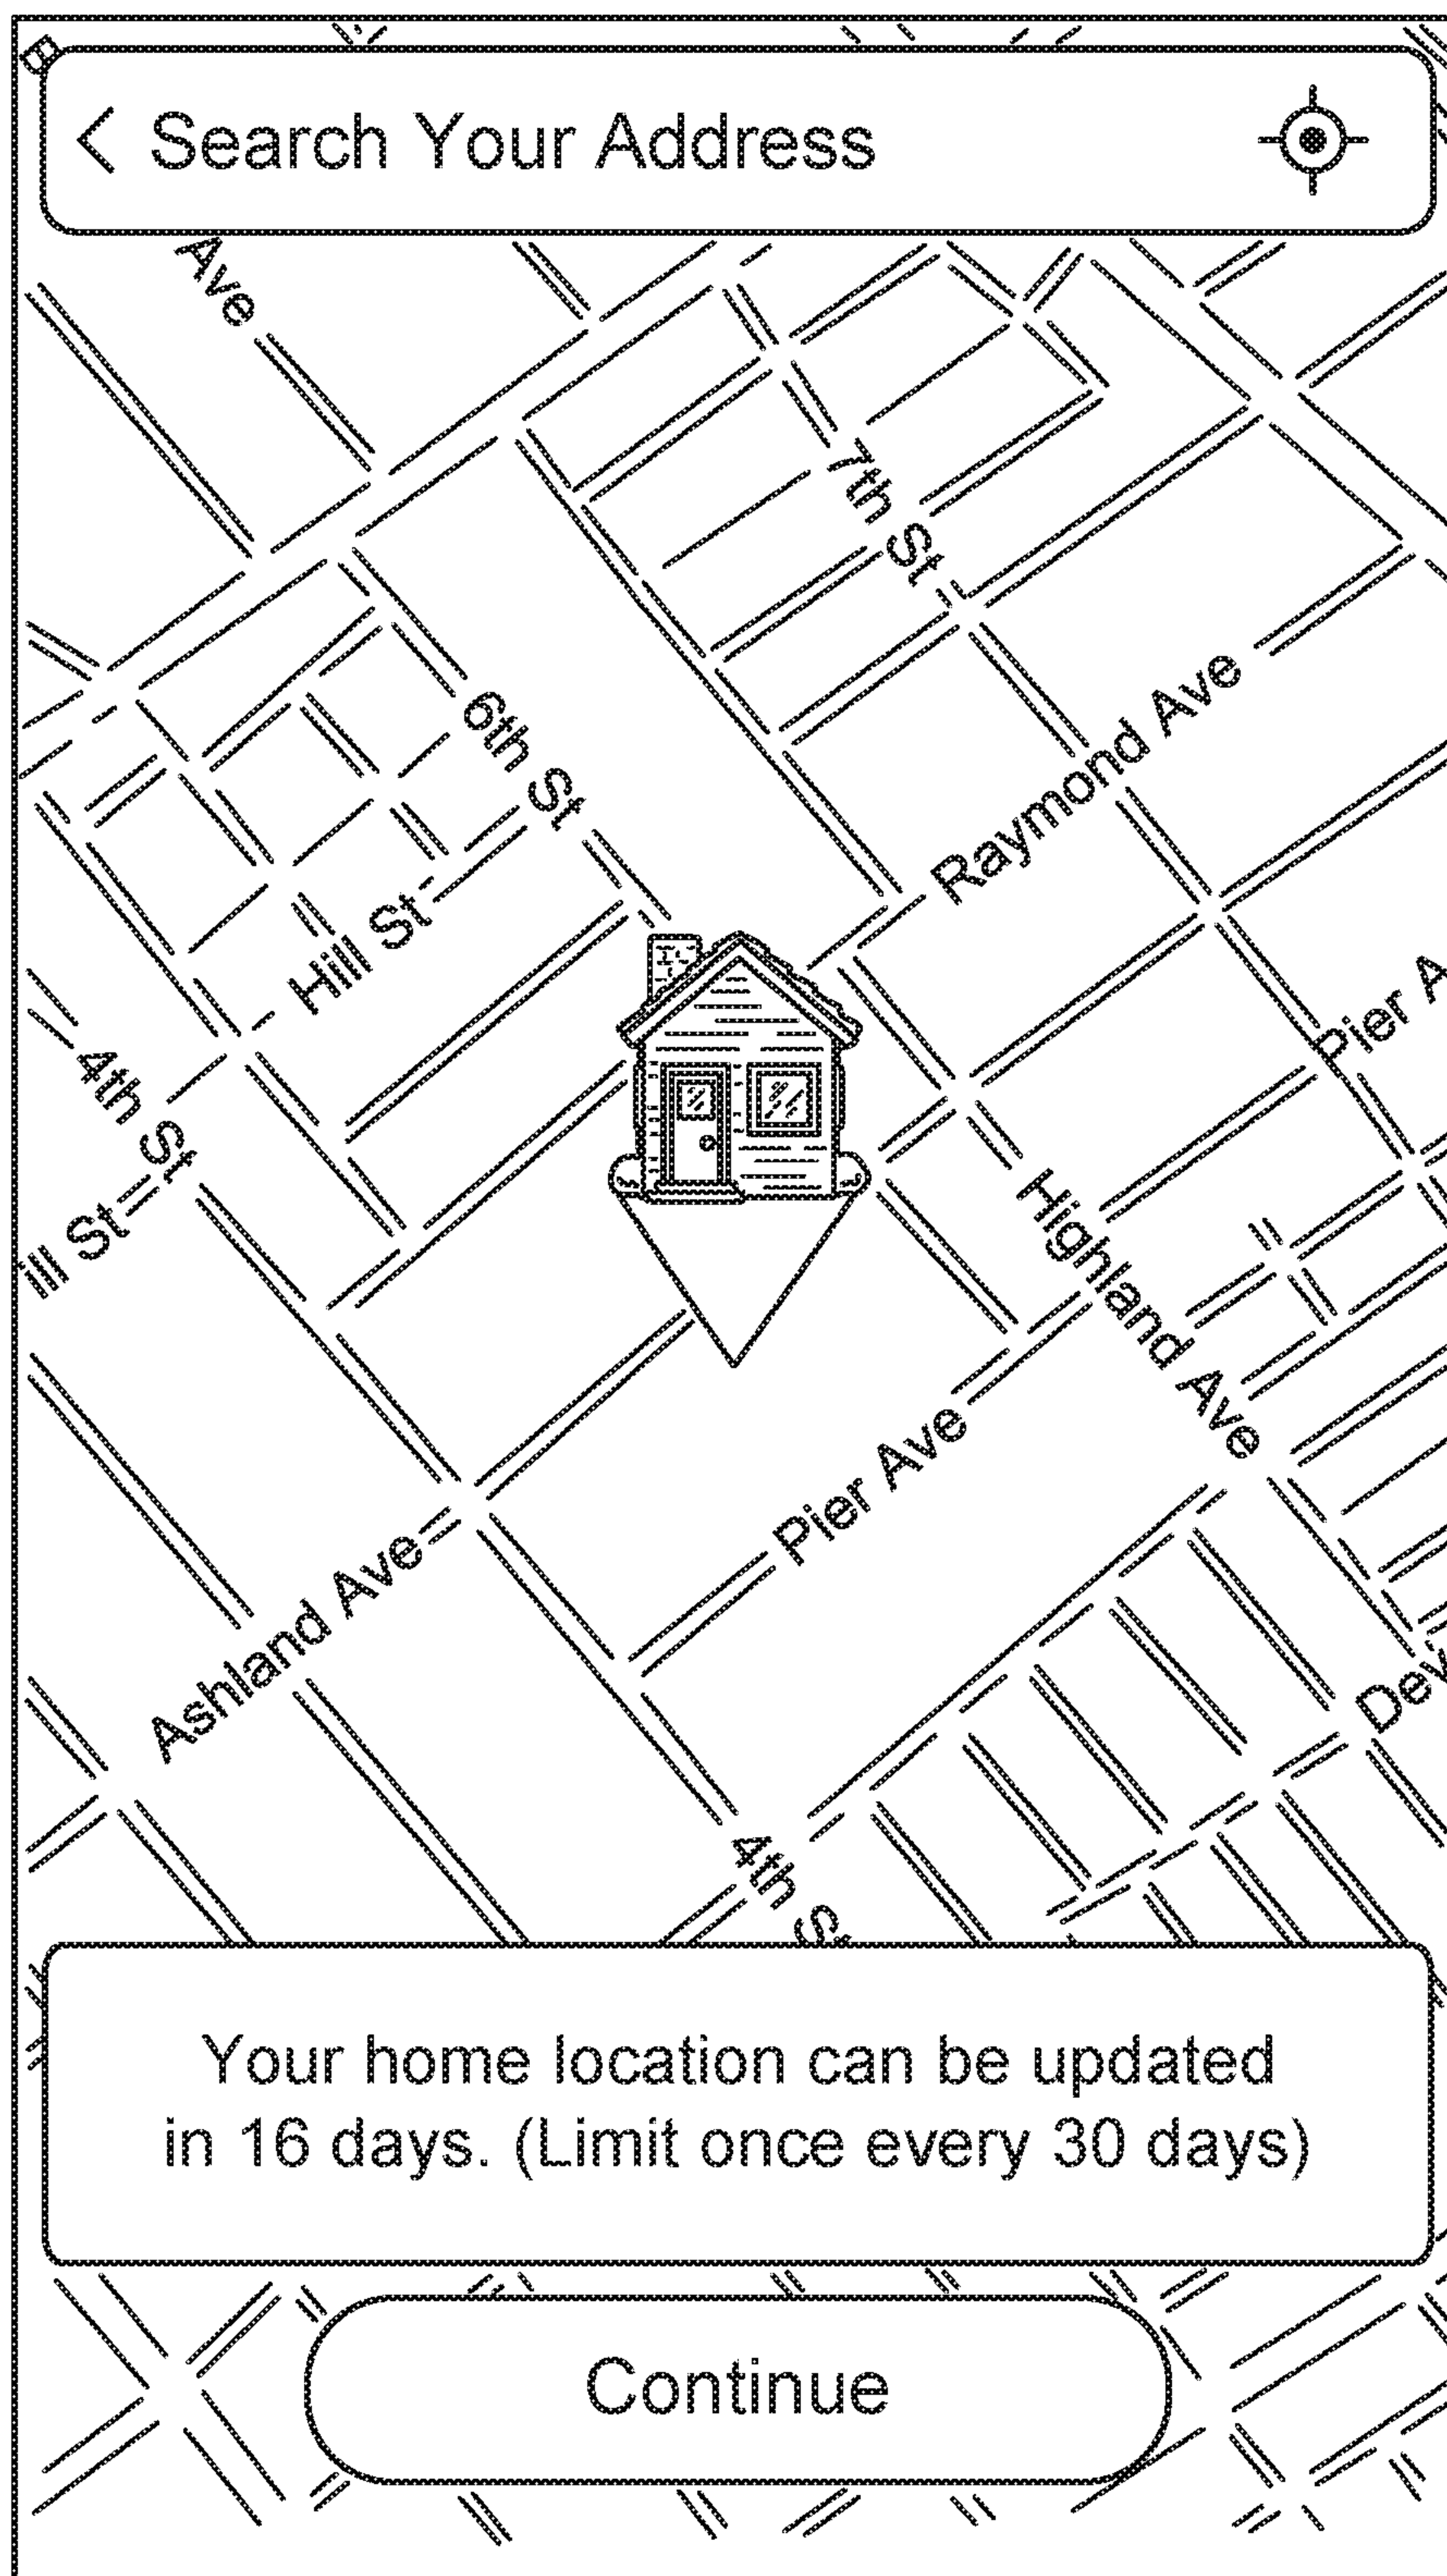 Search Your Address
Ave
7th St
6th St
Raymond Ave
Hill St
Pier A
4th St
ill St
Highland Ave
Pier Ave
Ashland Ave
Dev
4th St
Your home location can be updated
in 16 days. (Limit once every 30 days)
Continue